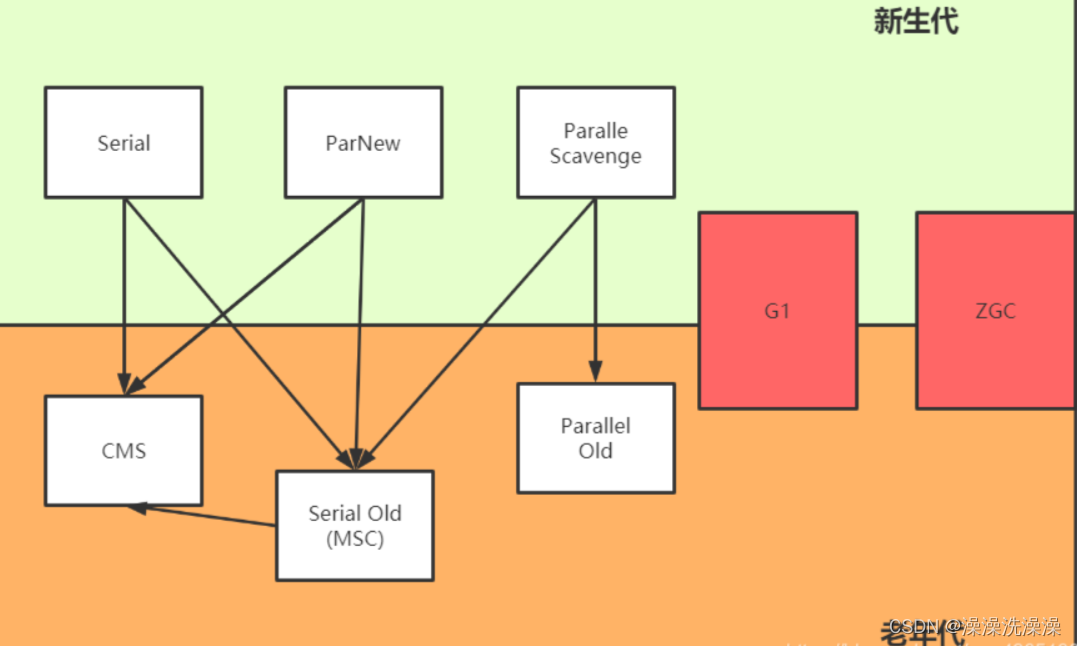 新生代
Serial
ParNew
Paralle
Scavenge
G1
ZGC
CMS
Parallel
Old
Serial Old
(MSC)
老年代
CSDN @澡澡洗澡澡